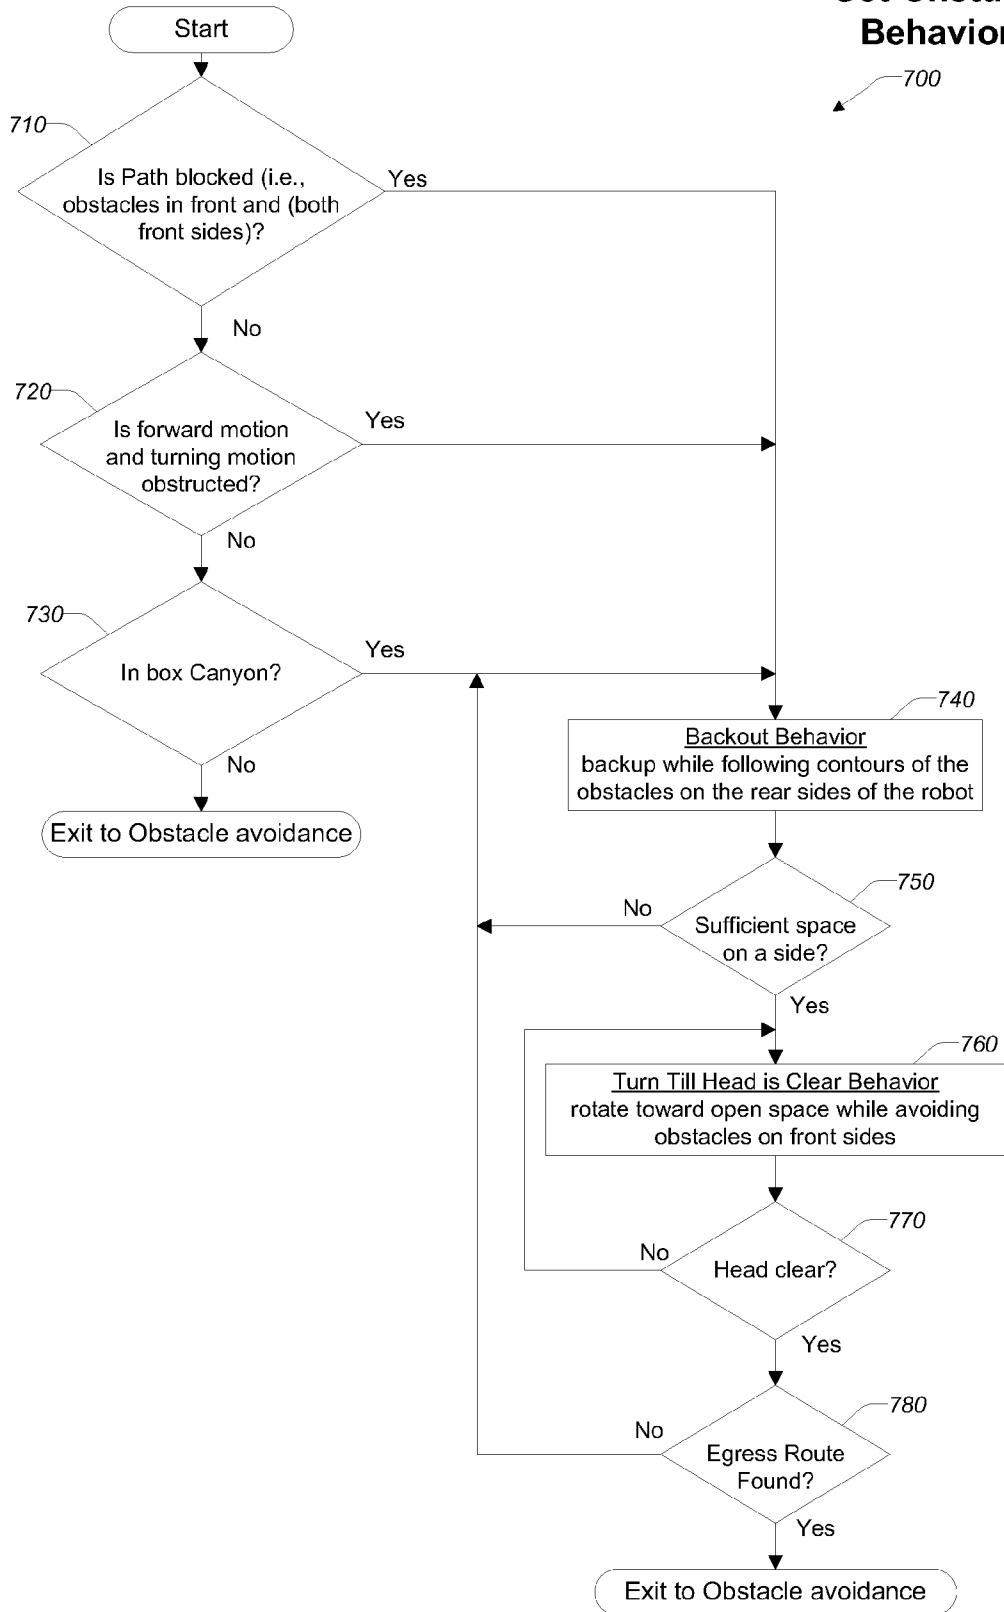 Behavior
700
Start
710
Is Path blocked (i.e.,
obstacles in front and (both
front sides)?
Yes
No
720
Is forward motion
and turning motion
obstructed?
Yes
No
730
In box Canyon?
Yes
No
Exit to Obstacle avoidance
740
Backout Behavior
backup while following contours of the
obstacles on the rear sides of the robot
750
Sufficient space
on a side?
No
Yes
760
Turn Till Head is Clear Behavior
rotate toward open space while avoiding
obstacles on front sides
770
Head clear?
No
Yes
780
Egress Route
Found?
No
Yes
Exit to Obstacle avoidance